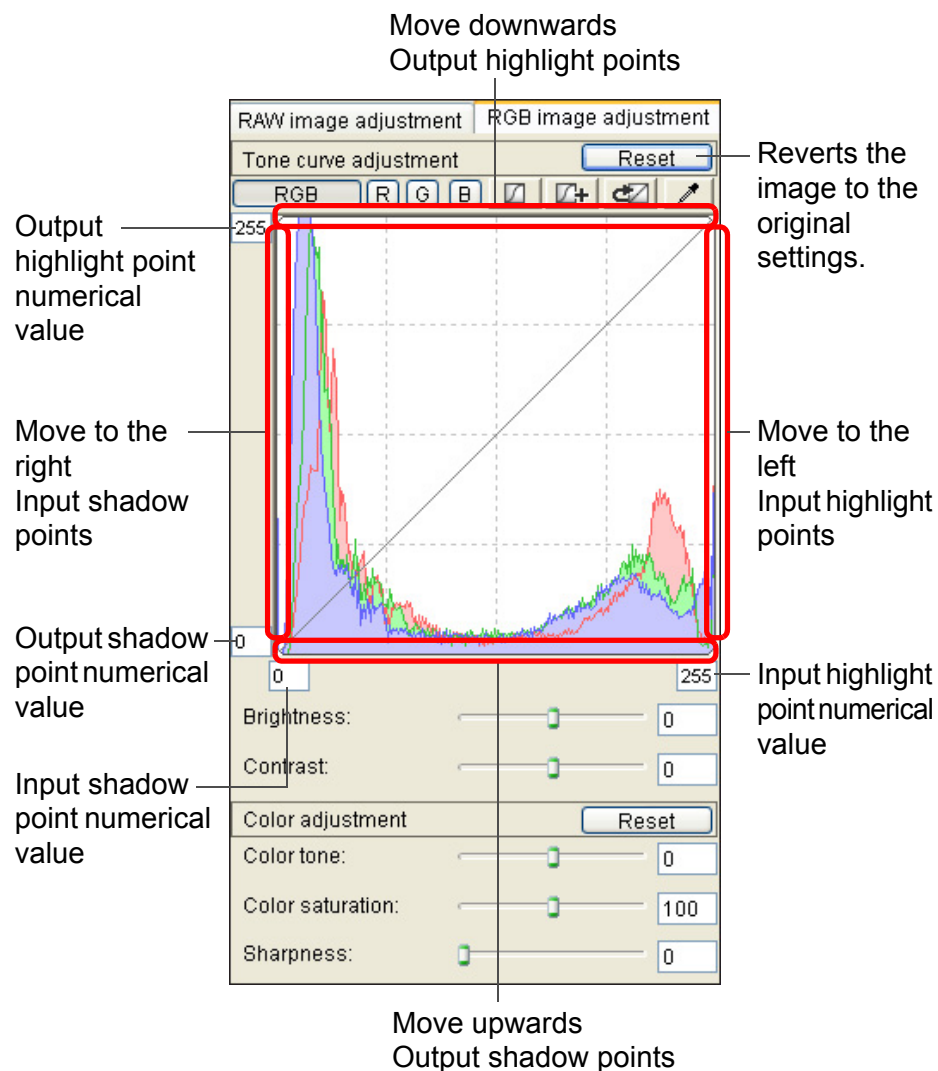 Move downwards
Output highlight points
RAW image adjustment
RGB image adjustment
Tone curve adjustment
Reset
Reverts the
image to the
original
settings.
RGB
R
G
B
Output
highlight point
numerical
value
255
Move to the
right
Input shadow
points
Move to the
left
Input highlight
points
Output shadow
point numerical
value
0
0
255
Input highlight
point numerical
value
Brightness:
0
Contrast:
0
Input shadow
point numerical
value
Color adjustment
Reset
Color tone:
0
Color saturation:
100
Sharpness:
0
Move upwards
Output shadow points